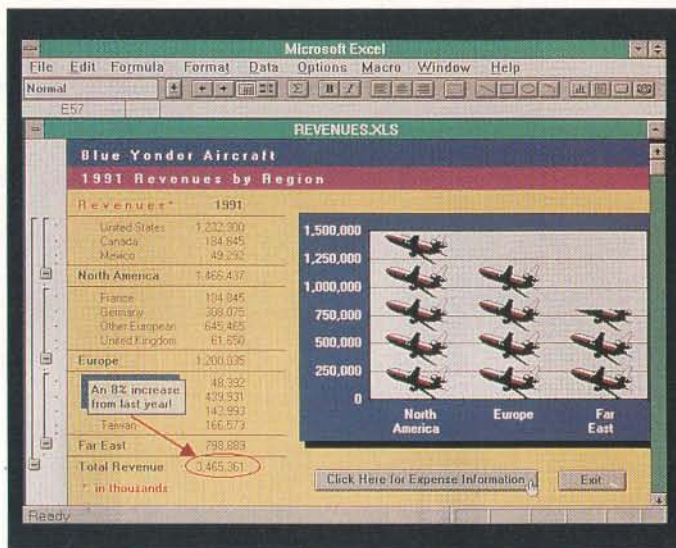 Microsoft Excel
File Edit Formula Format Data Options Macro Window Help
Normal
E57
REVENUES.XLS
Blue Yonder Aircraft
1991 Revenues by Region
Revenues* 1991
United States 1,232,300
Canada 184,845
Mexico 49,292
North America 1,466,437
France 184,845
Germany 308,075
Other European 645,465
United Kingdom 61,650
Europe 1,200,035
An 8% increase
from last year!
48,392
439,931
143,993
Taiwan 166,573
Far East 798,889
Total Revenue 3,465,361
* in thousands
1,500,000
1,250,000
1,000,000
750,000
500,000
250,000
0
North
America
Europe
Far
East
Click Here for Expense Information
Exit
Ready